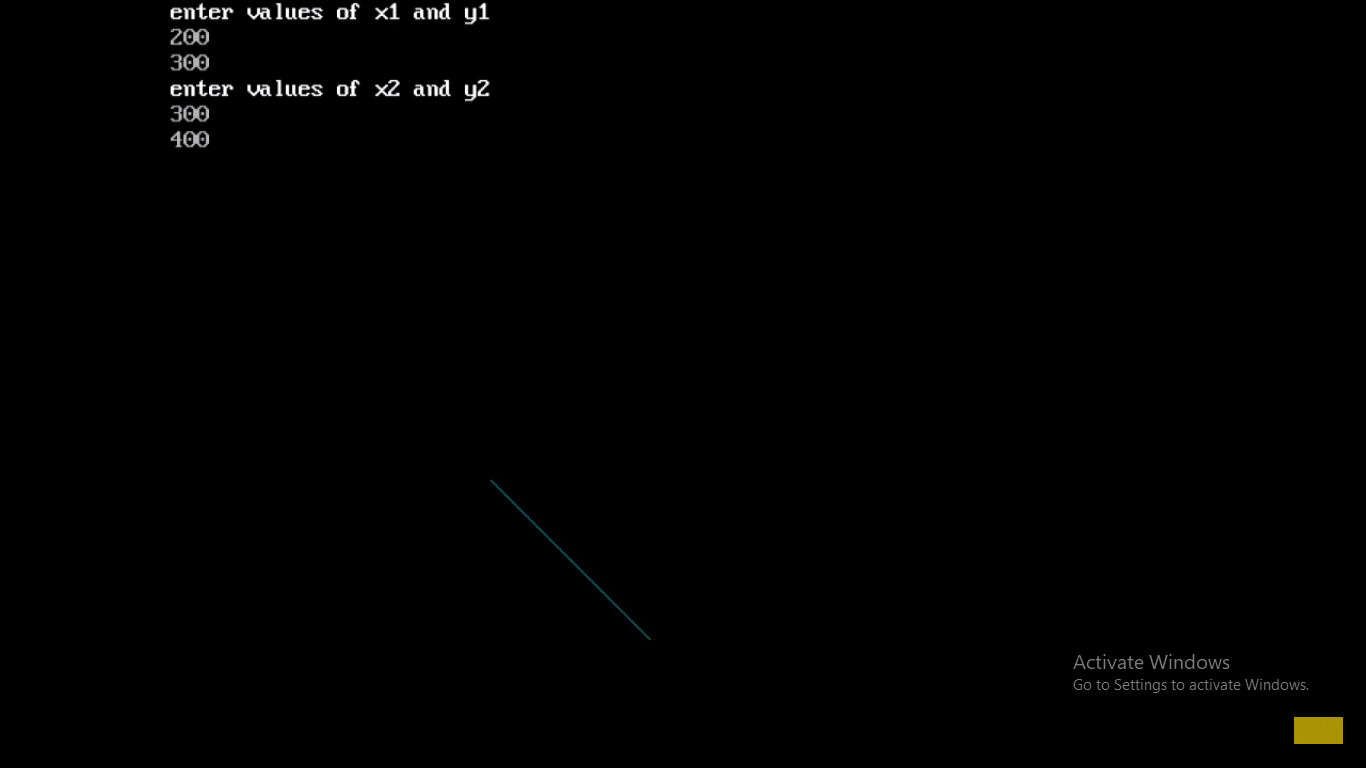 enter values of x1 and y1
200
300
enter values of x2 and y2
300
400
Activate Windows
Go to Settings to activate Windows.